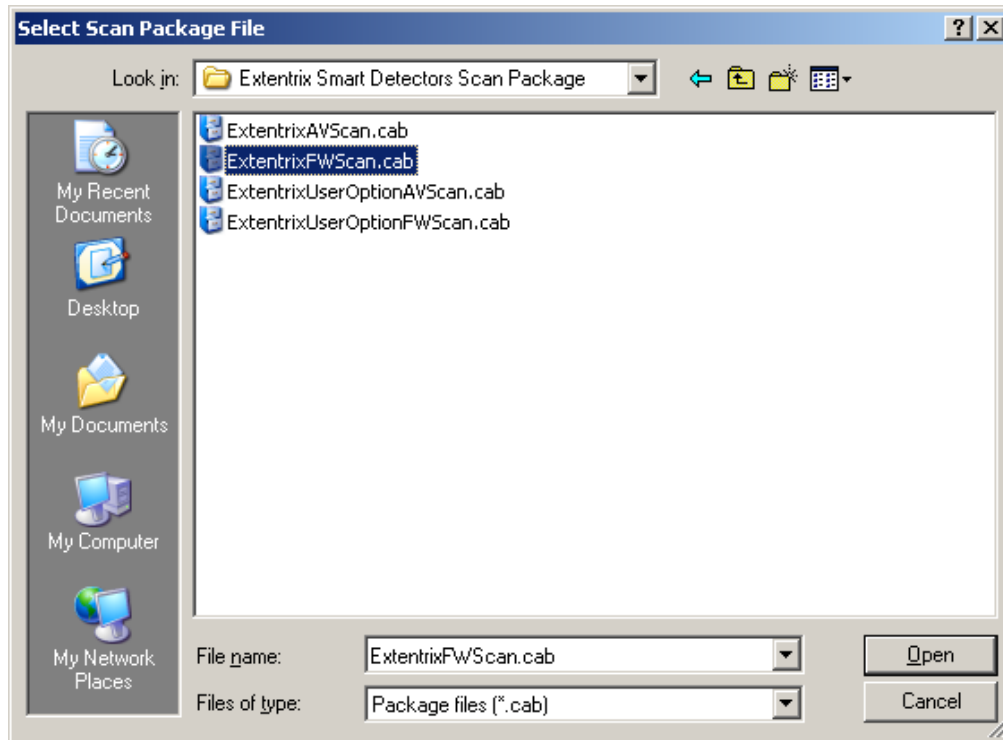 Select Scan Package File
Look in:
Extentrix Smart Detectors Scan Package
My Recent
Documents
Desktop
My Documents
My Computer
My Network
Places
ExtentrixAVScan.cab
ExtentrixFWScan.cab
ExtentrixUserOptionAVScan.cab
ExtentrixUserOptionFWScan.cab
File name:
ExtentrixFWScan.cab
Open
Files of type:
Package files (*.cab)
Cancel